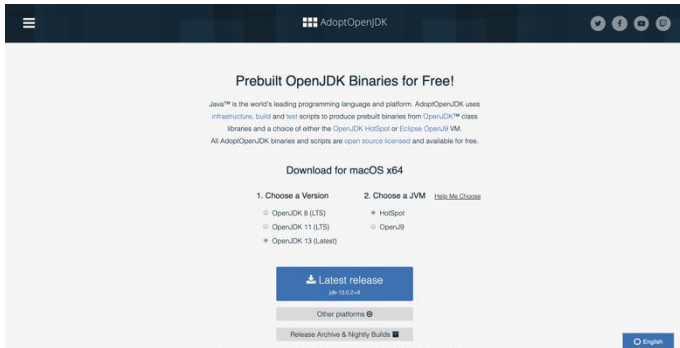 AdoptOpenJDK
Prebuilt OpenJDK Binaries for Free!
Java™ is the world's leading programming language and platform. AdoptOpenJDK uses
infrastructure, build and test scripts to produce prebuilt binaries from OpenJDK™ class
libraries and a choice of either the OpenJDK HotSpot or Eclipse OpenJ9 VM.
All AdoptOpenJDK binaries and scripts are open source licensed and available for free.
Download for macOS x64
1. Choose a Version
2. Choose a JVM Help Me Choose
OpenJDK 8 (LTS)
HotSpot
OpenJDK 11 (LTS)
OpenJ9
OpenJDK 13 (Latest)
Latest release
jdk-13.0.2+8
Other platforms
Release Archive & Nightly Builds
English